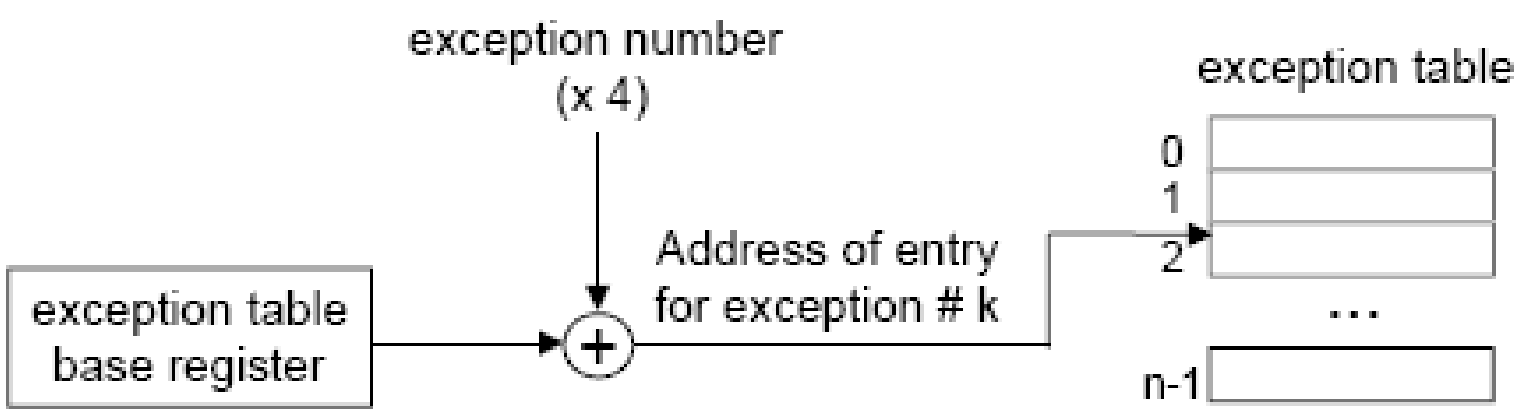 exception number
(x 4)
exception table
0
1
2
...
n-1
Address of entry
for exception # k
exception table
base register
+